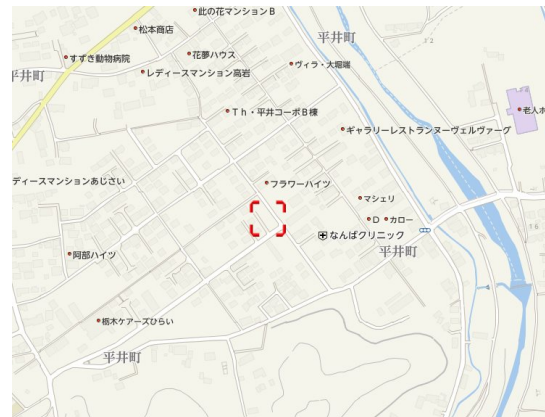 此の花マンションB
松本商店
平井町
すずき動物病院
花夢ハウス
ヴィラ・大堀端
平井町
レディースマンション高岩
Th・平井コーポB棟
老人ホ
ギャラリーレストランヌーヴェルヴァーグ
ディースマンションあじさい
フラワーハイツ
マシェリ
D
カロー
なんばクリニック
平井町
阿部ハイツ
栃木ケアーズひらい
平井町